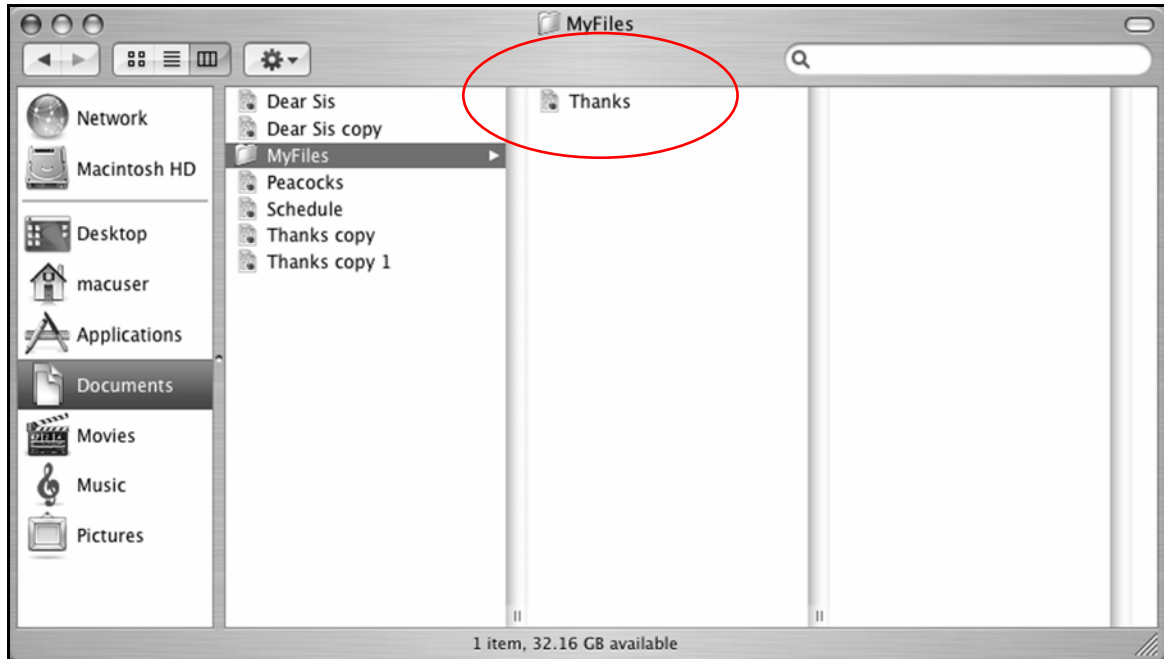 MyFiles
Network
Macintosh HD
Desktop
macuser
Applications
Documents
Movies
Music
Pictures
Dear Sis
Dear Sis copy
MyFiles
Peacocks
Schedule
Thanks copy
Thanks copy 1
Thanks
1 item, 32.16 GB available